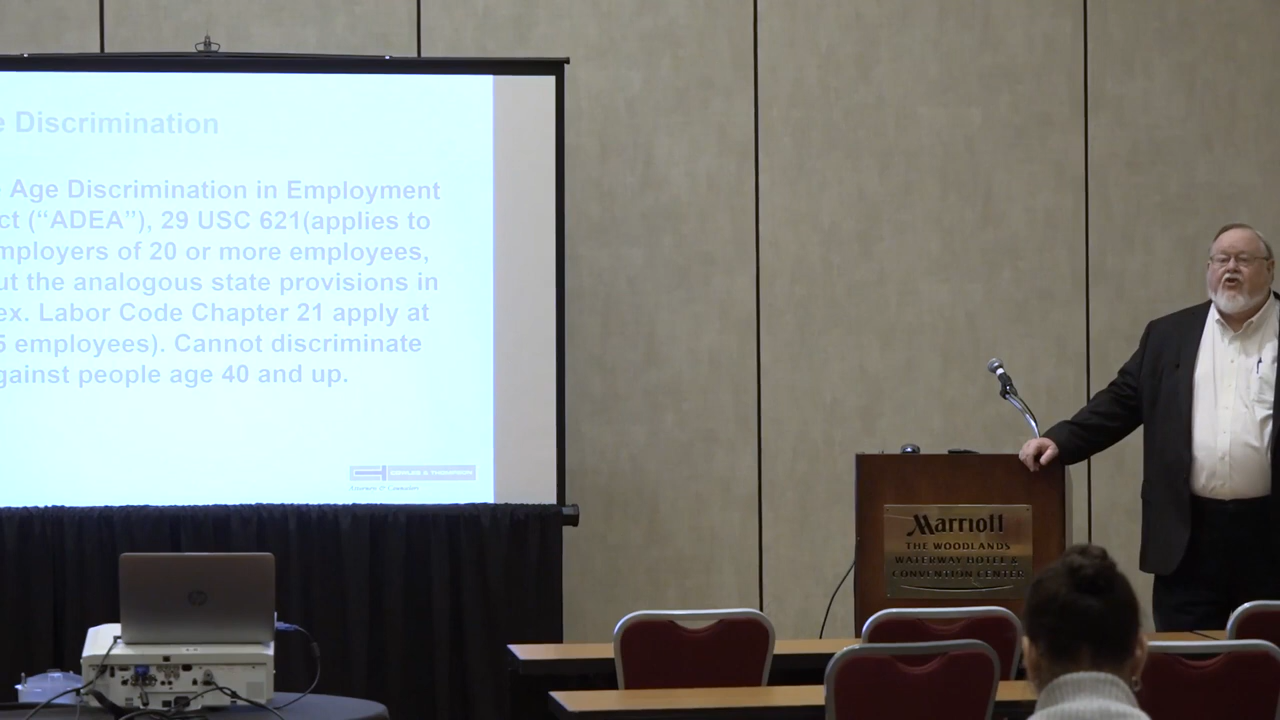 e Discrimination
Age Discrimination in Employment
ct (“ADEA”), 29 USC 621(applies to
mployers of 20 or more employees,
ut the analogous state provisions in
ex. Labor Code Chapter 21 apply at
5 employees). Cannot discriminate
gainst people age 40 and up.
& THOMPSON
hp
Marriott
THE WOODLANDS
WATERWAY HOTEL &
CONVENTION CENTER